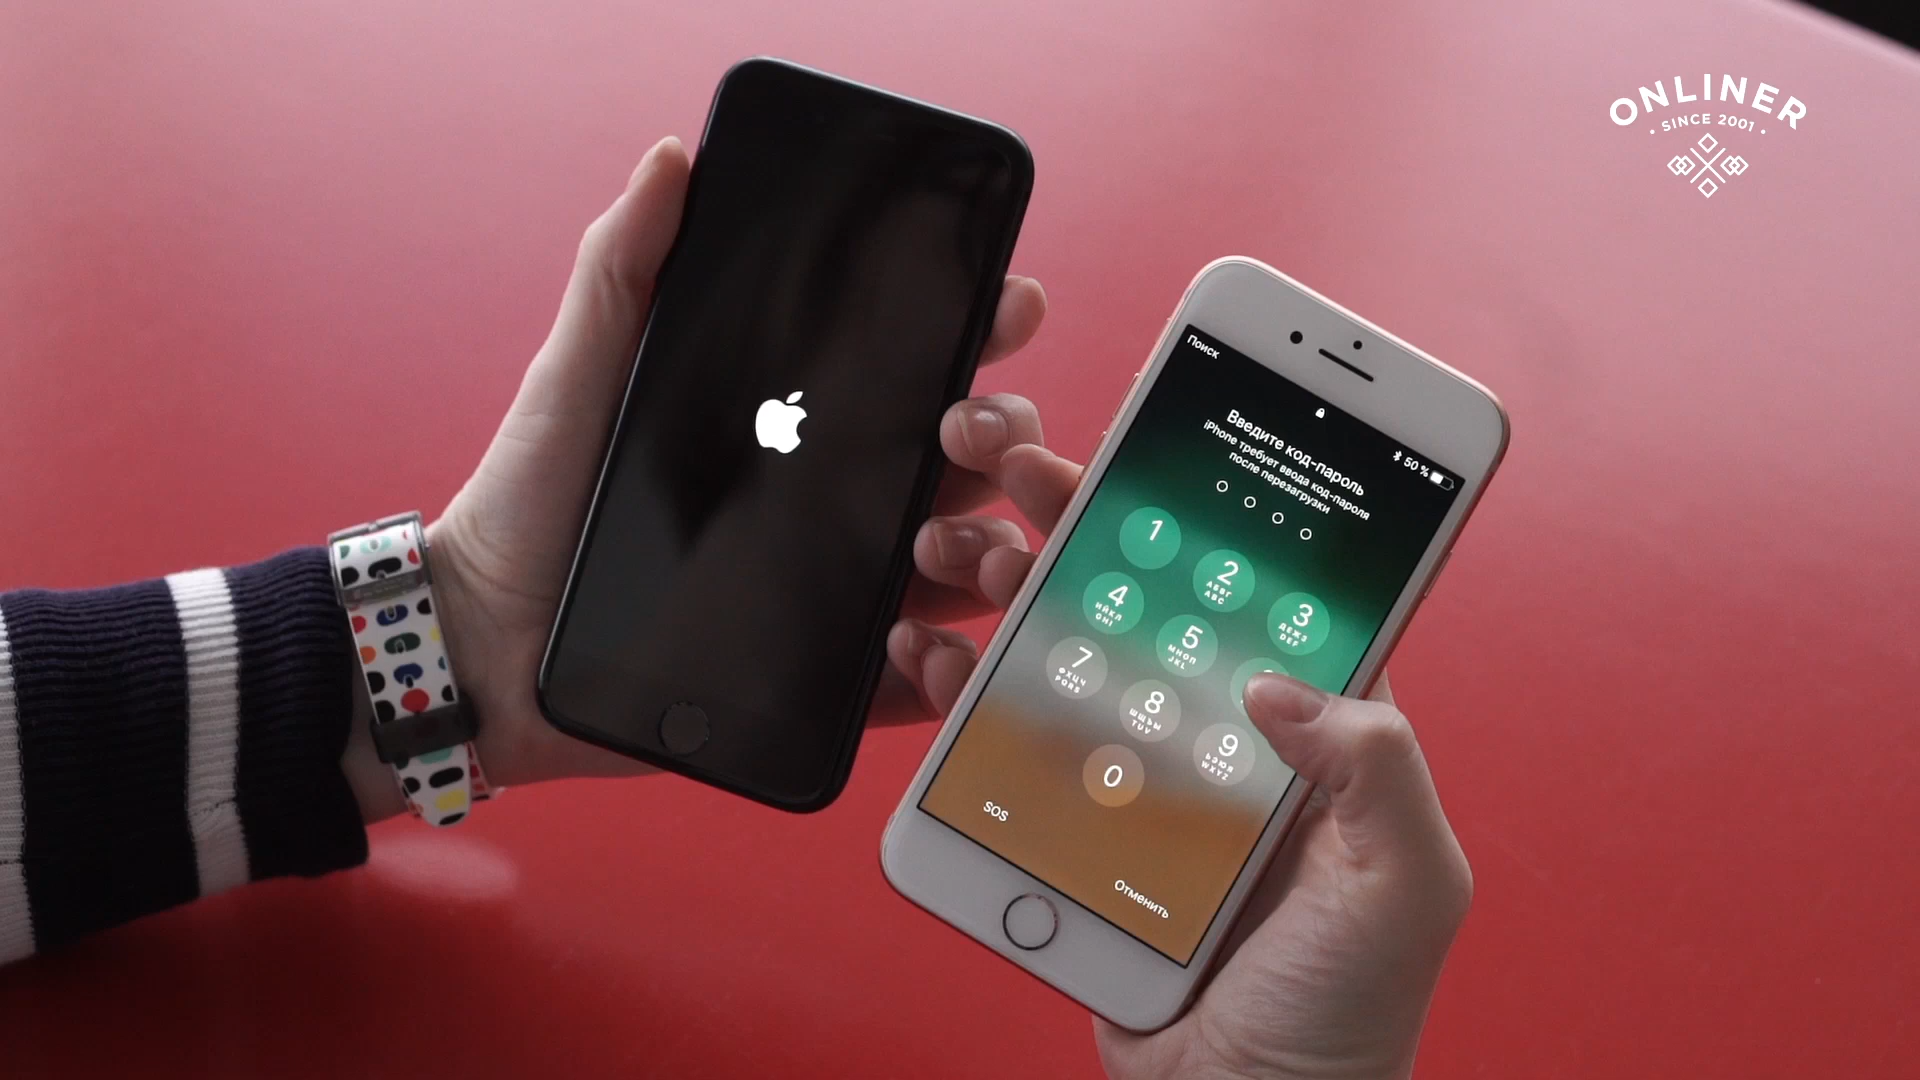 ONLINER
• SINCE 2001 •
Поиск
50 %
Введите код-пароль
iPhone требует ввода код-пароля
после перезагрузки
1
2
АБВГ
ABC
3
ДЕЖЗ
DEF
4
ИЙКЛ
GHI
5
МНОП
JKL
7
ФХЦЧ
PQRS
8
ШЩЪЫ
TUV
9
ЬЭЮЯ
WXYZ
0
SOS
Отменить